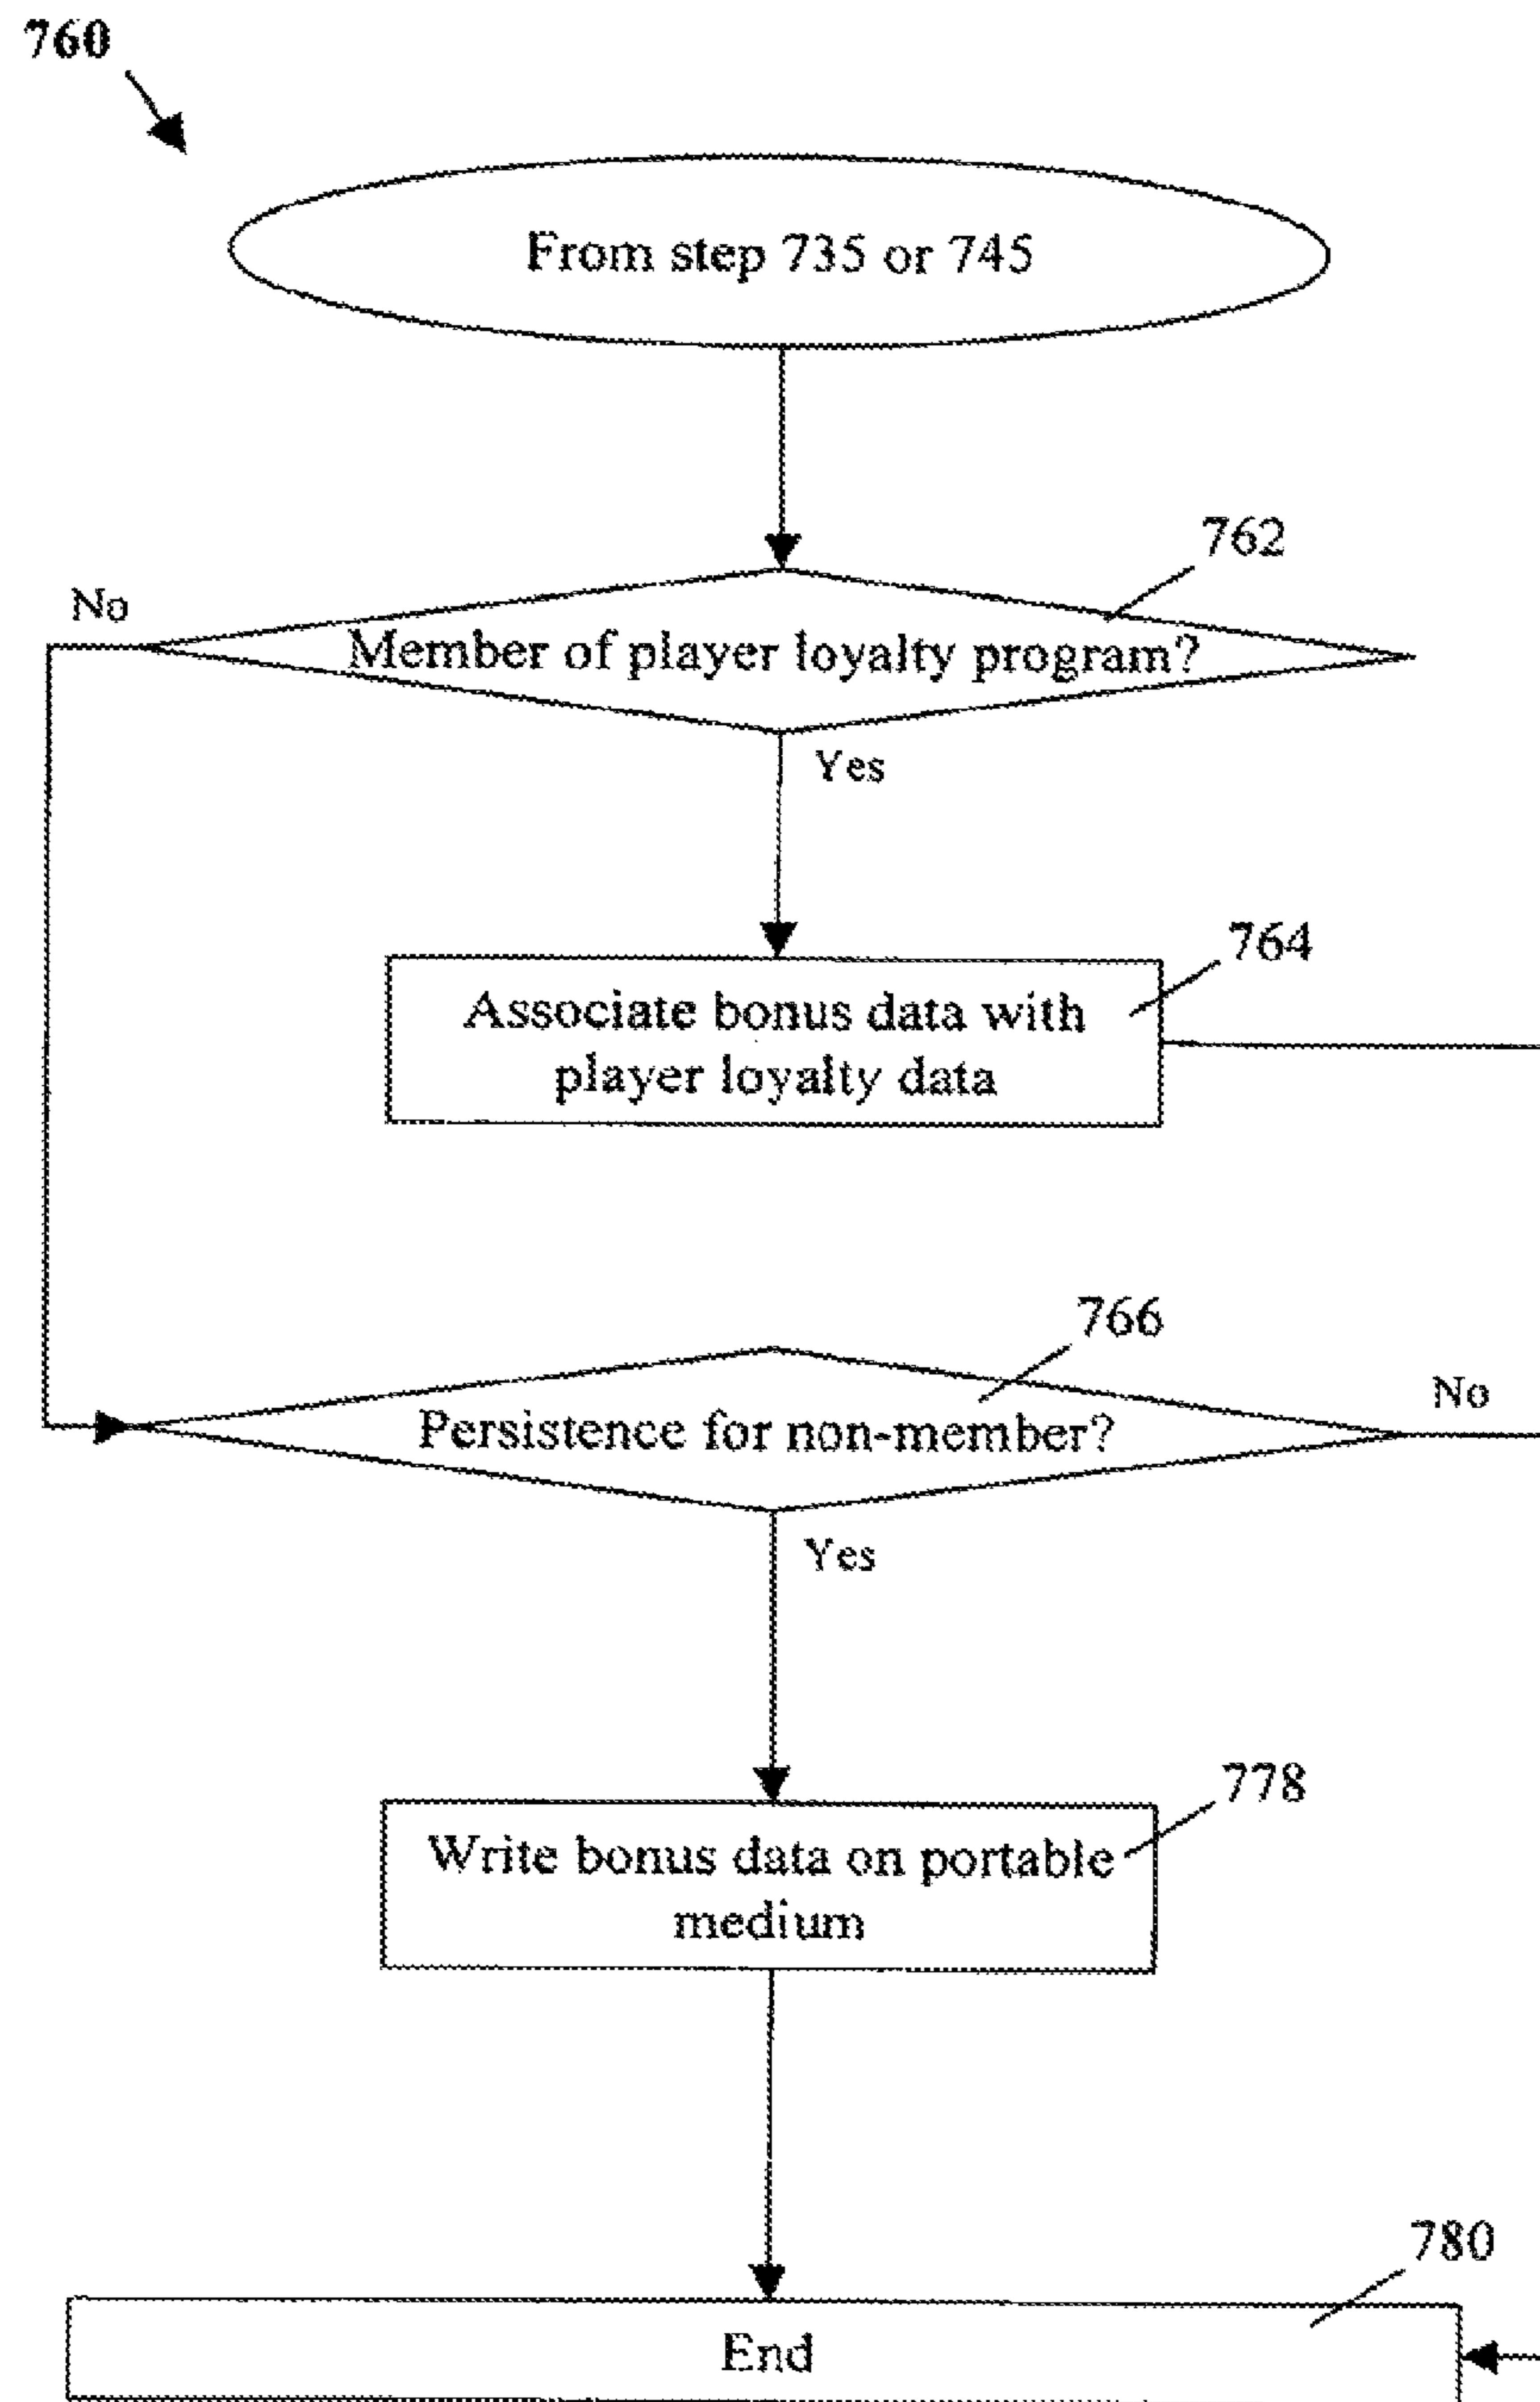 760
From step 735 or 745
762
No
Member of player loyalty program?
Yes
764
Associate bonus data with
player loyalty data
766
No
Persistence for non-member?
Yes
778
Write bonus data on portable
medium
780
End